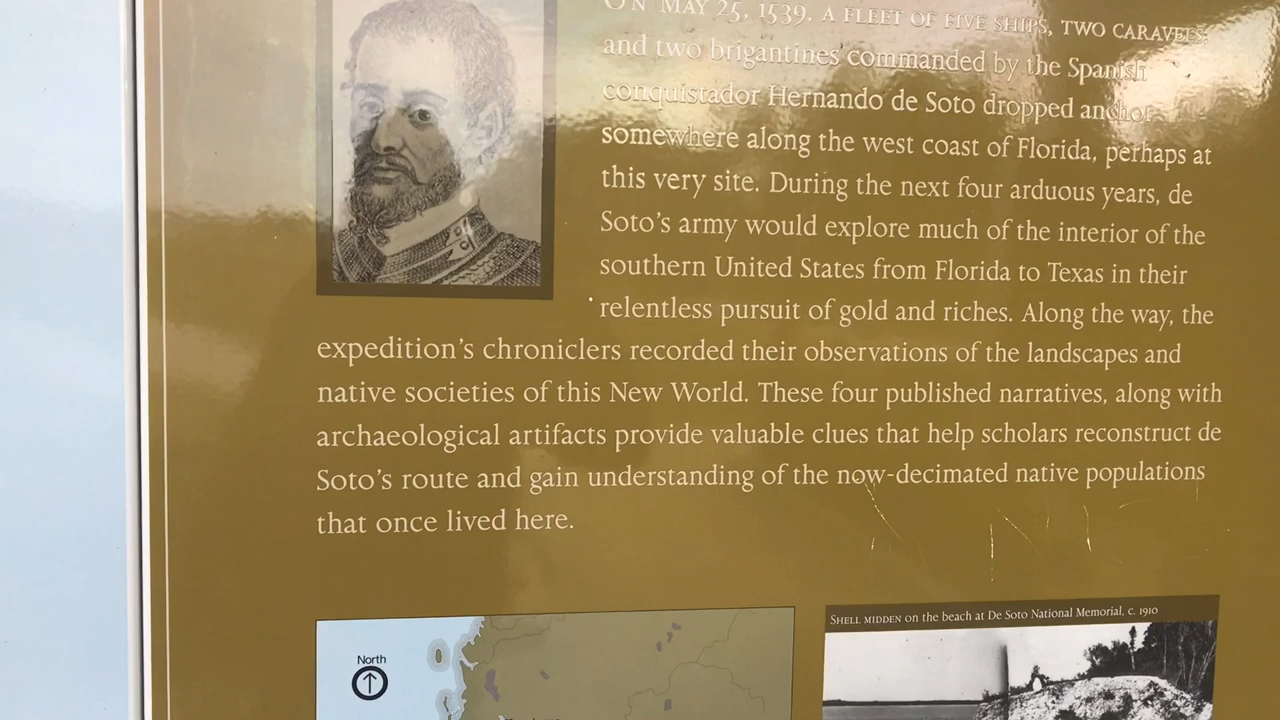 ON MAY 25, 1539, A FLEET OF FIVE SHIPS, TWO CARAVELS,
and two brigantines commanded by the Spanish
conquistador Hernando de Soto dropped anchor
somewhere along the west coast of Florida, perhaps at
this very site. During the next four arduous years, de
Soto's army would explore much of the interior of the
southern United States from Florida to Texas in their
relentless pursuit of gold and riches. Along the way, the
expedition's chroniclers recorded their observations of the landscapes and
native societies of this New World. These four published narratives, along with
archaeological artifacts provide valuable clues that help scholars reconstruct de
Soto's route and gain understanding of the now-decimated native populations
that once lived here.
North
SHELL MIDDEN on the beach at De Soto National Memorial, c. 1910